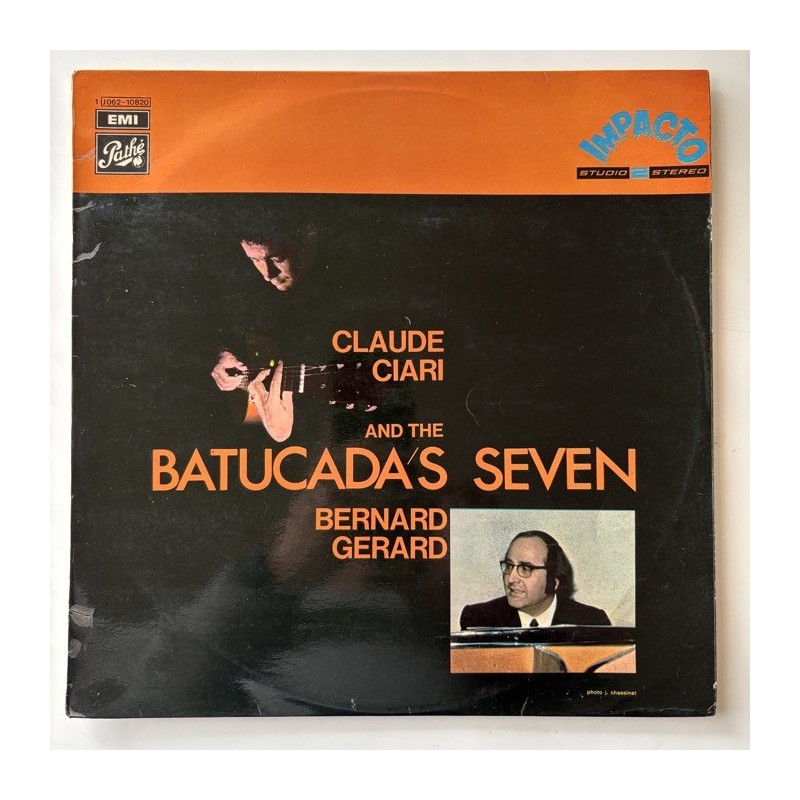 1 J062-10820
EMI
Pathé
IMPACTO
STUDIO 2 STEREO
CLAUDE
CIARI
AND THE
BATUCADA'S SEVEN
BERNARD
GERARD
photo j. chassinat